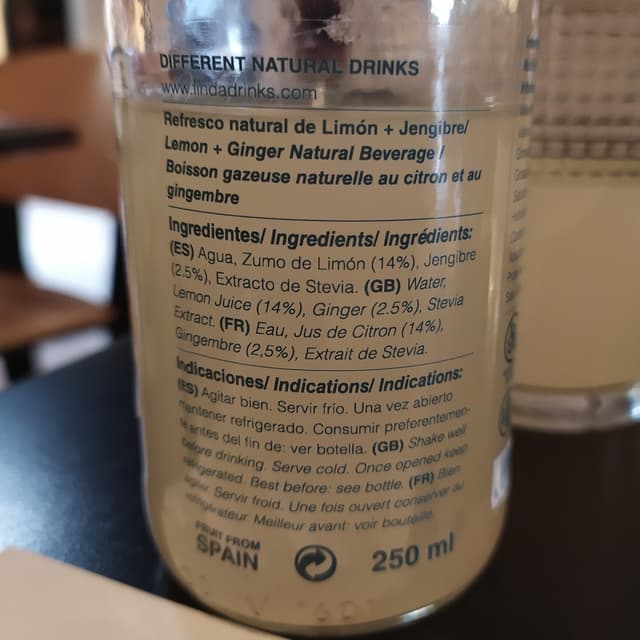 DIFFERENT NATURAL DRINKS
www.lindadrinks.com
Refresco natural de Limón + Jengibre/
Lemon + Ginger Natural Beverage/
Boisson gazeuse naturelle au citron et au
gingembre
Ingredientes/ Ingredients/ Ingrédients:
(ES) Agua, Zumo de Limón (14%), Jengibre
(2.5%), Extracto de Stevia. (GB) Water,
Lemon Juice (14%), Ginger (2.5%), Stevia
Extract. (FR) Eau, Jus de Citron (14%),
Gingembre (2,5%), Extrait de Stevia.
Indicaciones/ Indications/ Indications:
(ES) Agitar bien. Servir frío. Una vez abierto
mantener refrigerado. Consumir preferentemen-
te antes del fin de: ver botella. (GB) Shake well
before drinking. Serve cold. Once opened keep
refrigerated. Best before: see bottle. (FR) Bien
agiter. Servir froid. Une fois ouvert conserver au
réfrigérateur. Meilleur avant: voir bouteille.
FRUIT FROM
SPAIN
250 ml